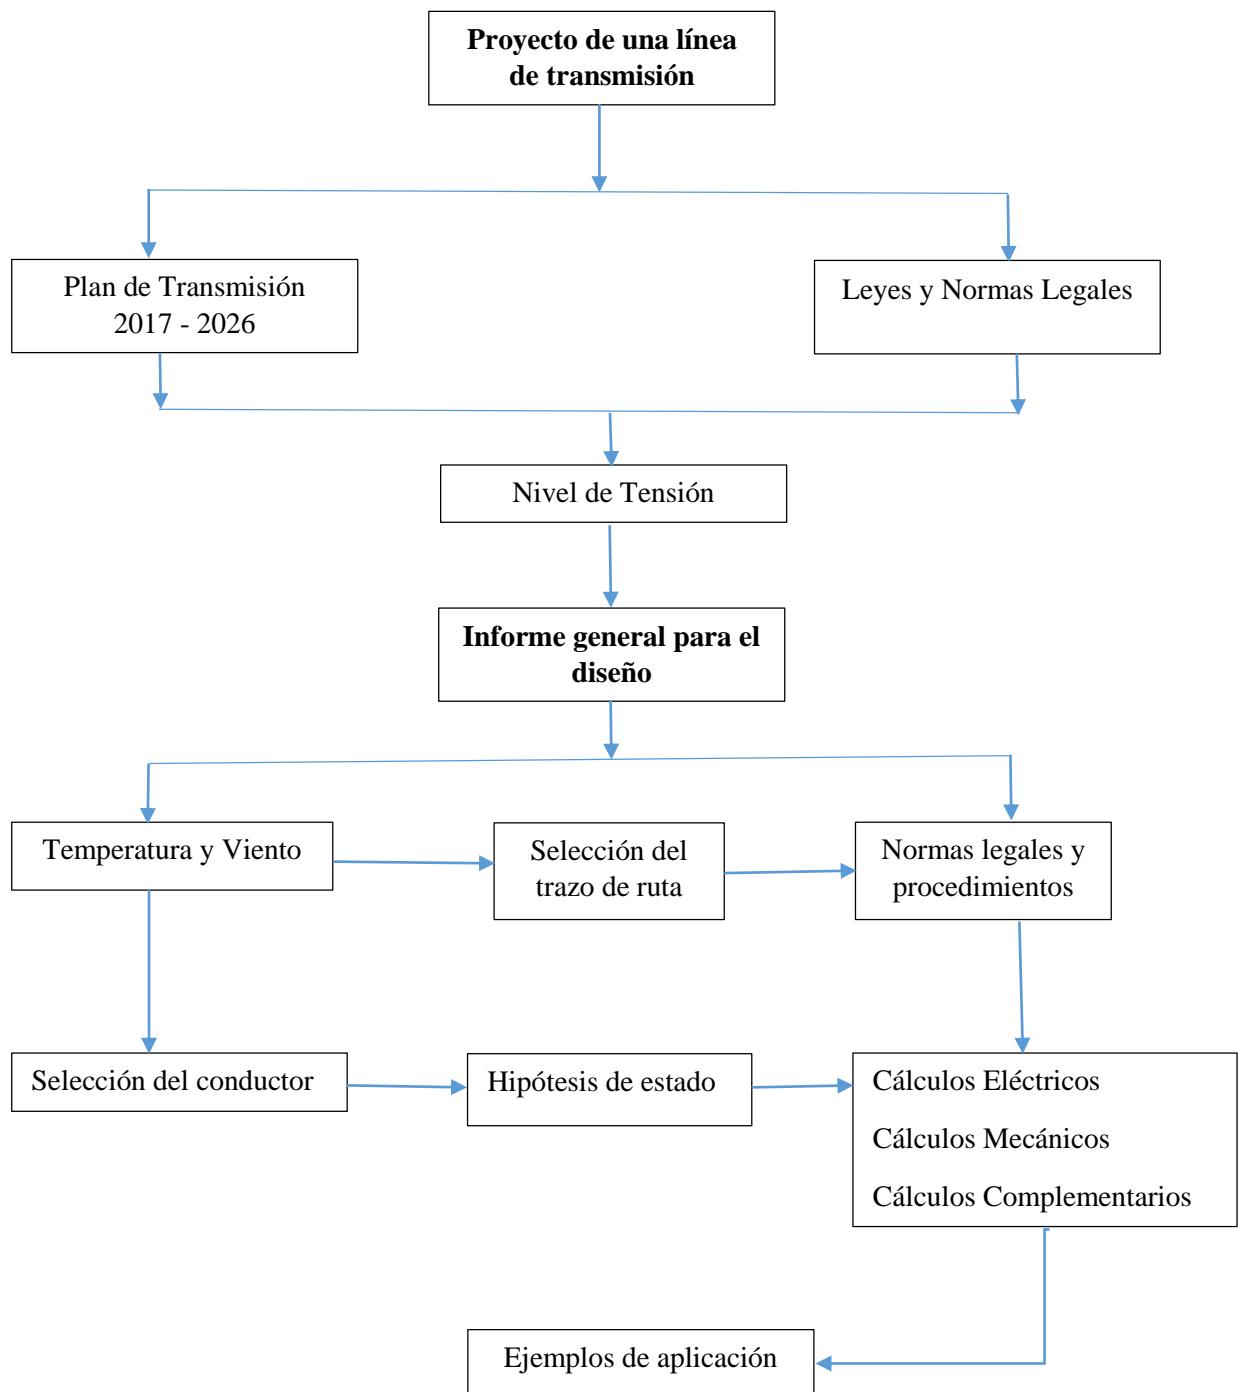 Proyecto de una línea
de transmisión
Plan de Transmisión
2017 - 2026
Leyes y Normas Legales
Nivel de Tensión
Informe general para el
diseño
Temperatura y Viento
Selección del
trazo de ruta
Normas legales y
procedimientos
Selección del conductor
Hipótesis de estado
Cálculos Eléctricos
Cálculos Mecánicos
Cálculos Complementarios
Ejemplos de aplicación